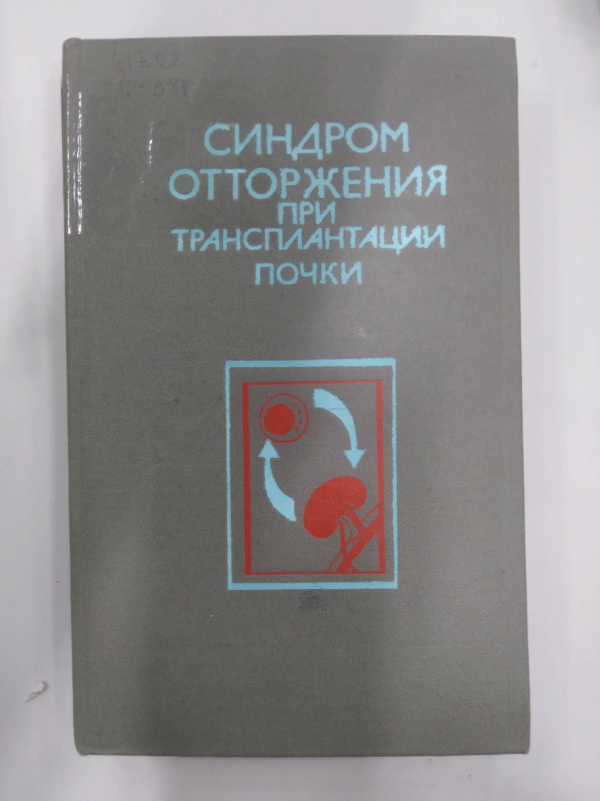 СИНДРОМ
ОТТОРЖЕНИЯ
ПРИ
ТРАНСПЛАНТАЦИИ
ПОЧКИ